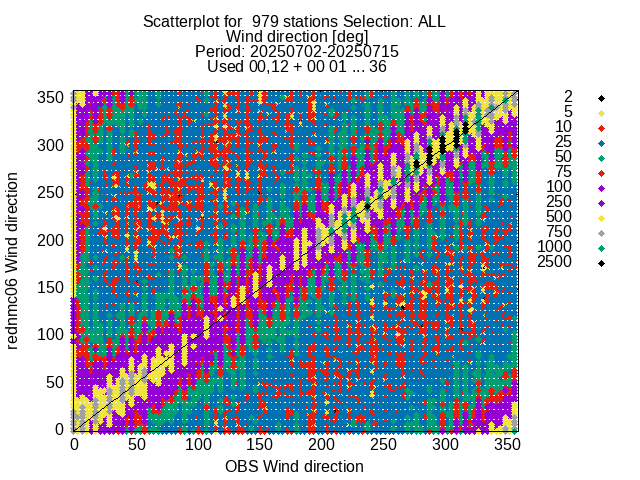 Scatterplot for  979 stations Selection: ALL
Wind direction [deg]
Period: 20250702-20250715
Used 00,12 + 00 01 ... 36
350
300
250
200
150
100
50
0
rednmc06 Wind direction
0 50 100 150 200 250 300 350
OBS Wind direction
2
5
10
25
50
75
100
250
500
750
1000
2500